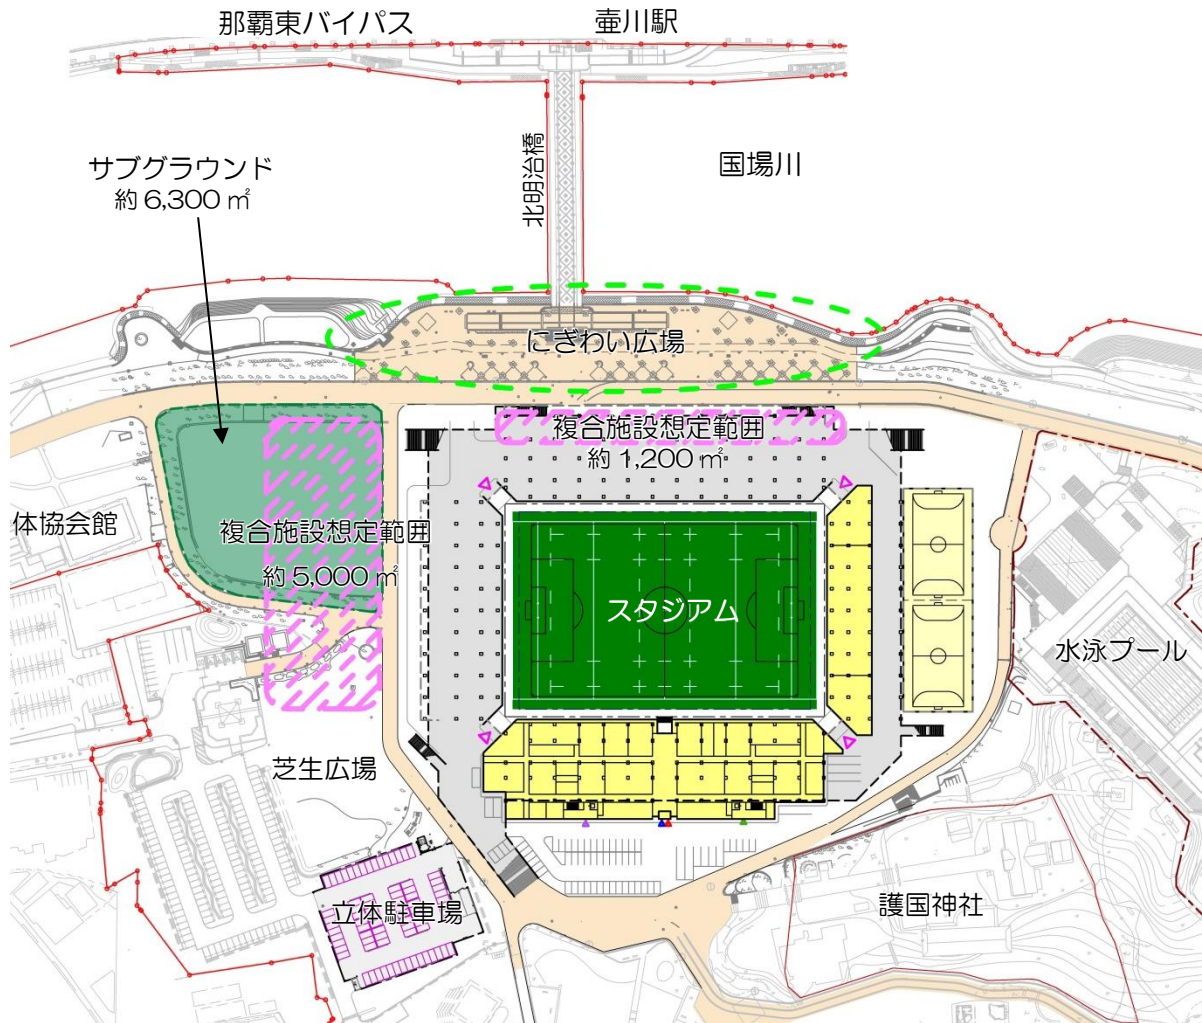 那覇東バイパス
壷川駅
北明治橋
国場川
サブグラウンド
約 6,300 ㎡
にぎわい広場
複合施設想定範囲
約 1,200 ㎡
体協会館
複合施設想定範囲
約 5,000 ㎡
スタジアム
水泳プール
芝生広場
立体駐車場
護国神社